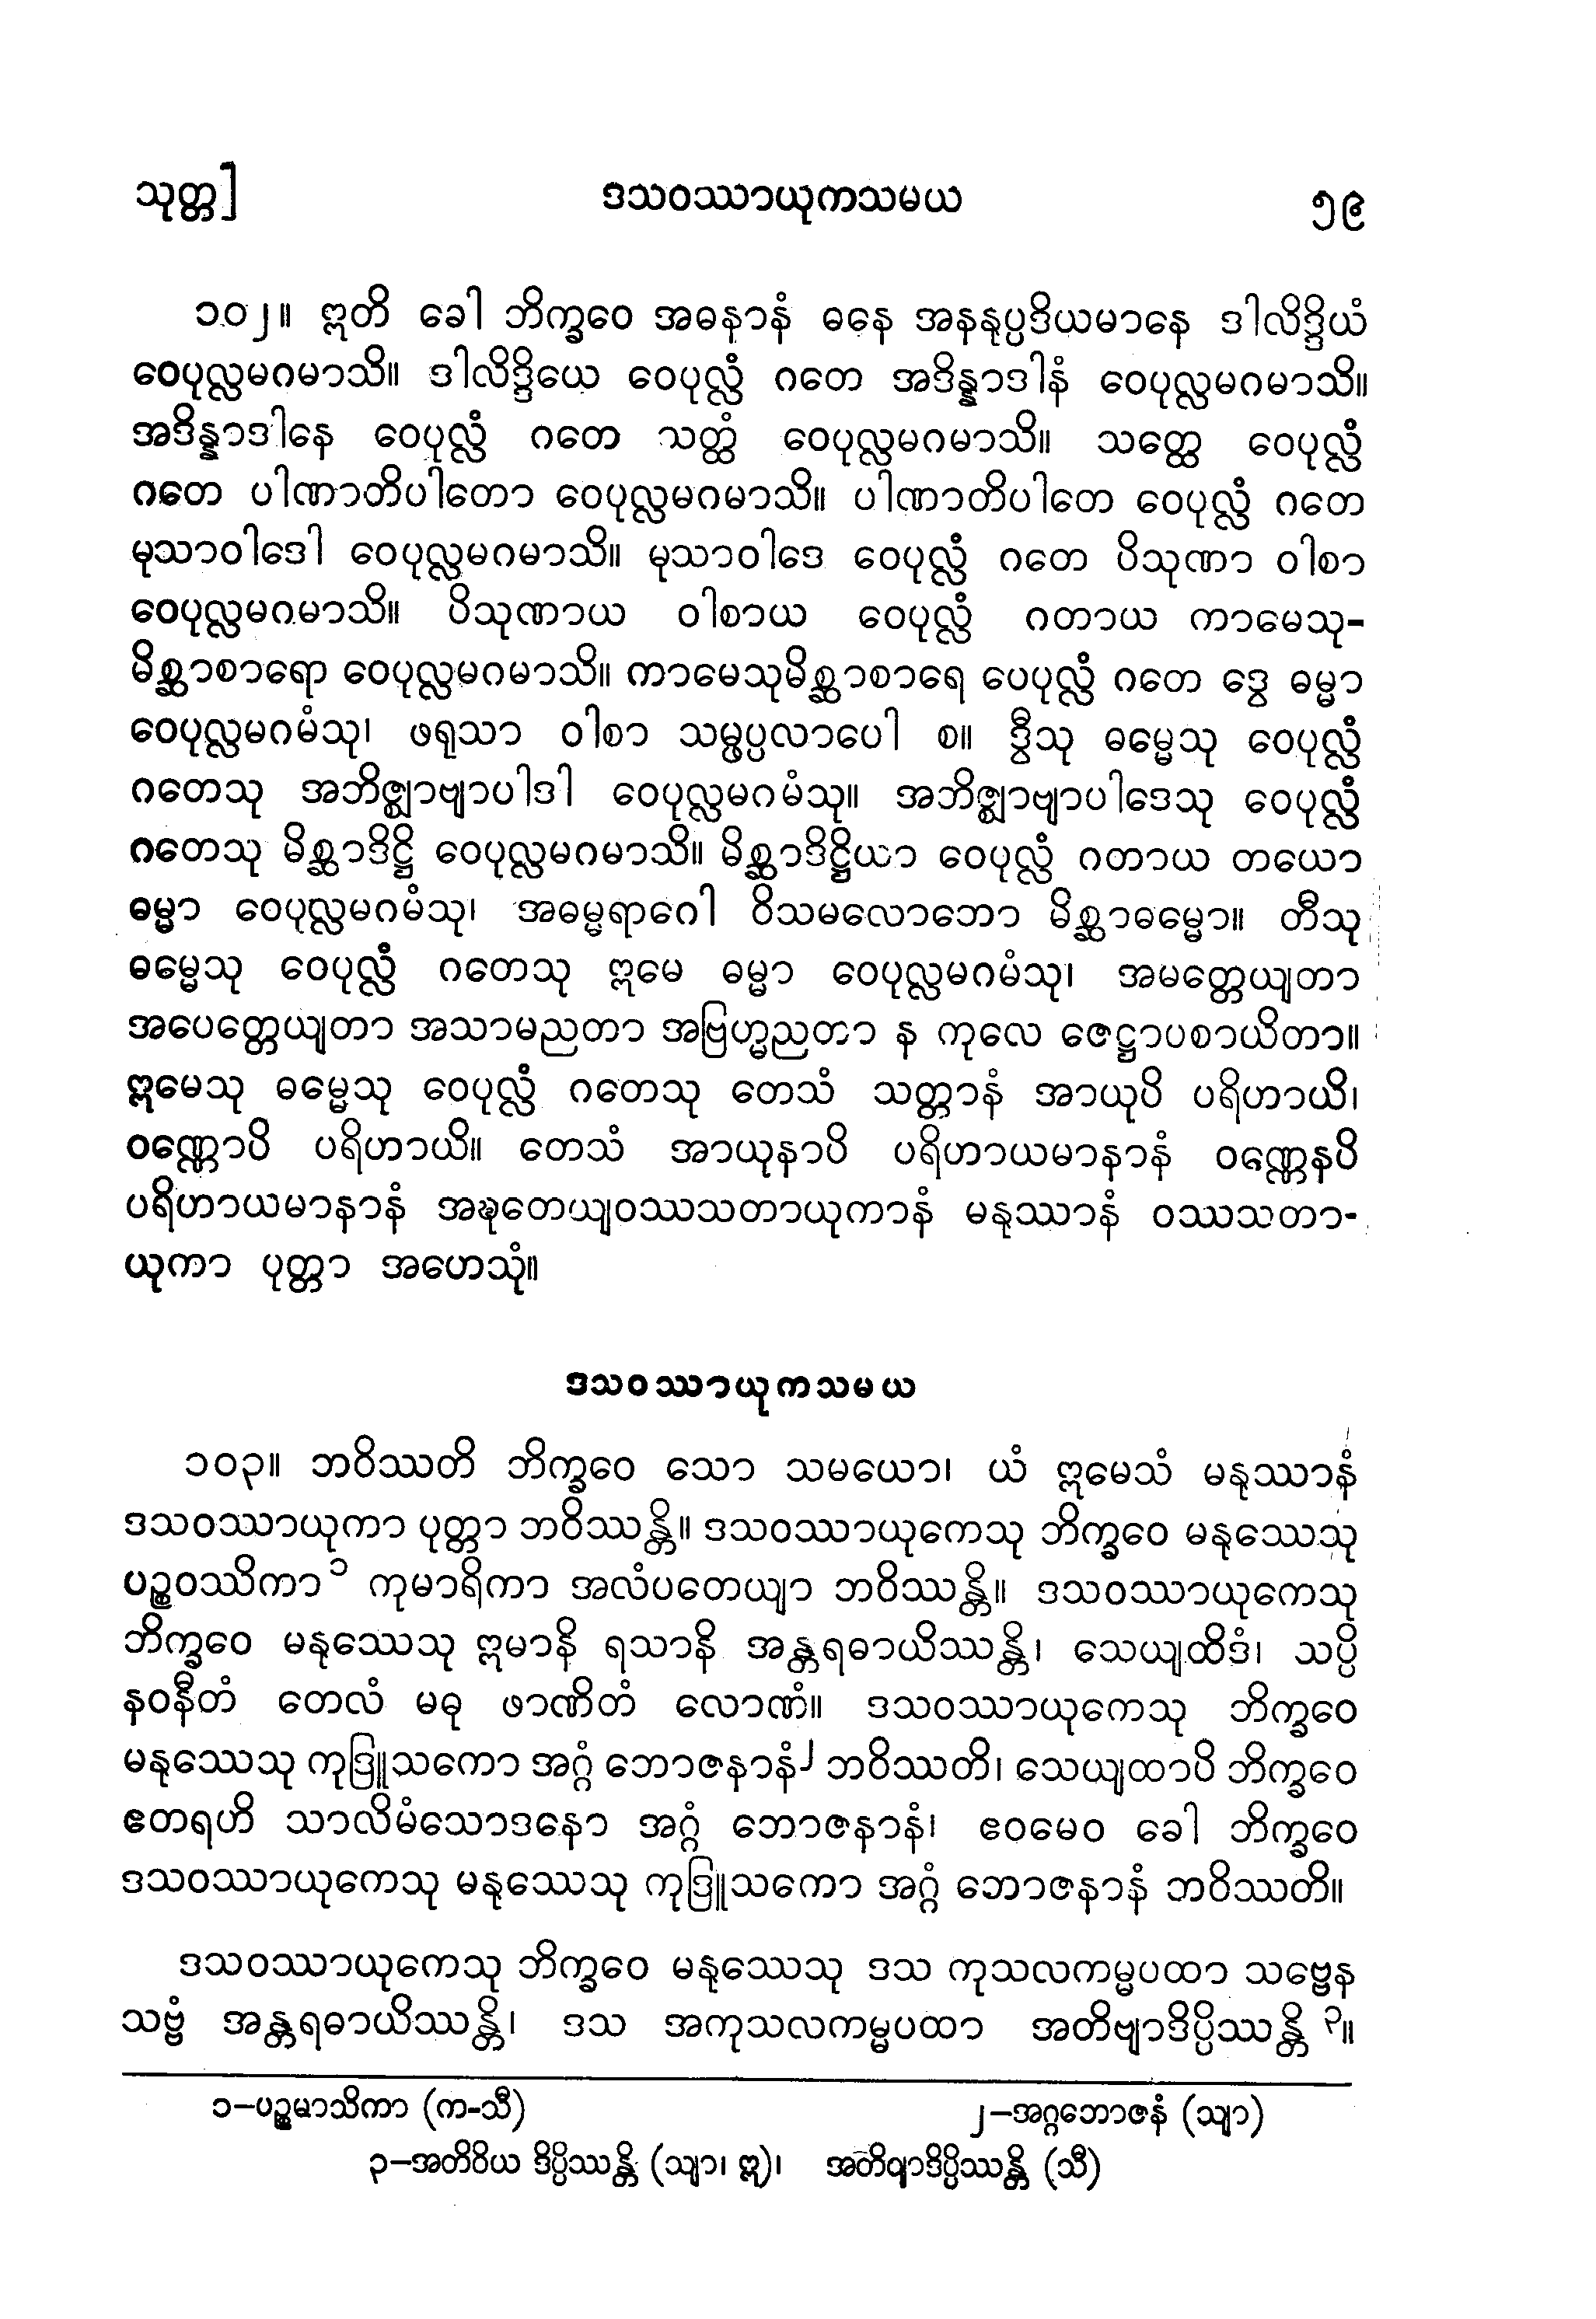 သုတ္တ] ဒသဝဿာယုကသမယ ၅၉
၁၀၂။ ဣတိ ခေါ ဘိက္ခဝေ အဓနာနံ ဓနေ အနနုပ္ပဒိယမာနေ ဒါလိဒ္ဒိယံ
ဝေပုလ္လမဂမာသိ။ ဒါလိဒ္ဒိယေ ဝေပုလ္လံ ဂတေ အဒိန္နာဒါနံ ဝေပုလ္လမဂမာသိ။
အဒိန္နာဒါနေ ဝေပုလ္လံ ဂတေ သတ္ထံ ဝေပုလ္လမဂမာသိ။ သတ္ထေ ဝေပုလ္လံ
ဂတေ ပါဏာတိပါတော ဝေပုလ္လမဂမာသိ။ ပါဏာတိပါတေ ဝေပုလ္လံ ဂတေ
မုသာဝါဒေါ ဝေပုလ္လမဂမာသိ။ မုသာဝါဒေ ဝေပုလ္လံ ဂတေ ပိသုဏာ ဝါစာ
ဝေပုလ္လမဂမာသိ။ ပိသုဏာယ ဝါစာယ ဝေပုလ္လံ ဂတာယ ကာမေသု-
မိစ္ဆာစာရော ဝေပုလ္လမဂမာသိ။ ကာမေသုမိစ္ဆာစာရေ ပေပုလ္လံ ဂတေ ဒွေ ဓမ္မာ
ဝေပုလ္လမဂမံသု၊ ဖရုသာ ဝါစာ သမ္ဖပ္ပလာပေါ စ။ ဒွီသု ဓမ္မေသု ဝေပုလ္လံ
ဂတေသု အဘိဇ္ဈာဗျာပါဒါ ဝေပုလ္လမဂမံသု။ အဘိဇ္ဈာဗျာပါဒေသု ဝေပုလ္လံ
ဂတေသု မိစ္ဆာဒိဋ္ဌိ ဝေပုလ္လမဂမာသိ။ မိစ္ဆာဒိဋ္ဌိယာ ဝေပုလ္လံ ဂတာယ တယော
ဓမ္မာ ဝေပုလ္လမဂမံသု၊ အဓမ္မရာဂေါ ဝိသမလောဘော မိစ္ဆာဓမ္မော။ တီသု
ဓမ္မေသု ဝေပုလ္လံ ဂတေသု ဣမေ ဓမ္မာ ဝေပုလ္လမဂမံသု၊ အမတ္တေယျတာ
အပေတ္တေယျတာ အသာမညတာ အဗြဟ္မညတာ န ကုလေ ဇေဋ္ဌာပစာယိတာ။
ဣမေသု ဓမ္မေသု ဝေပုလ္လံ ဂတေသု တေသံ သတ္တာနံ အာယုပိ ပရိဟာယိ၊
ဝဏ္ဏောပိ ပရိဟာယိ။ တေသံ အာယုနာပိ ပရိဟာယမာနာနံ ဝဏ္ဏေနပိ
ပရိဟာယမာနာနံ အဍ္ဎတေယျဝဿသတာယုကာနံ မနုဿာနံ ဝဿသတာ-
ယုကာ ပုတ္တာ အဟေသုံ။
ဒသဝဿာယုကသမယ
၁၀၃။ ဘဝိဿတိ ဘိက္ခဝေ သော သမယော၊ ယံ ဣမေသံ မနုဿာနံ
ဒသဝဿာယုကာ ပုတ္တာ ဘဝိဿန္တိ။ ဒသဝဿာယုကေသု ဘိက္ခဝေ မနုဿေသု
ပဉ္စဝဿိကာ၁ ကုမာရိကာ အလံပတေယျာ ဘဝိဿန္တိ။ ဒသဝဿာယုကေသု
ဘိက္ခဝေ မနုဿေသု ဣမာနိ ရသာနိ အန္တရဓာယိဿန္တိ၊ သေယျထိဒံ၊ သပ္ပိ
နဝနီတံ တေလံ မဓု ဖာဏိတံ လောဏံ။ ဒသဝဿာယုကေသု ဘိက္ခဝေ
မနုဿေသု ကုဒြူသကော အဂ္ဂံ ဘောဇနာနံ၂ ဘဝိဿတိ၊ သေယျထာပိ ဘိက္ခဝေ
ဧတရဟိ သာလိမံသောဒနော အဂ္ဂံ ဘောဇနာနံ၊ ဧဝမေဝ ခေါ ဘိက္ခဝေ
ဒသဝဿာယုကေသု မနုဿေသု ကုဒြူသကော အဂ္ဂံ ဘောဇနာနံ ဘဝိဿတိ။
ဒသဝဿာယုကေသု ဘိက္ခဝေ မနုဿေသု ဒသ ကုသလကမ္မပထာ သဗ္ဗေန
သဗ္ဗံ အန္တရဓာယိဿန္တိ၊ ဒသ အကုသလကမ္မပထာ အတိဗျာဒိပ္ပိဿန္တိ ၃။
၁–ပဉ္စမာသိကာ (က-သီ) ၂–အဂ္ဂဘောဇနံ (သျာ)
၃–အတိဝိယ ဒိပ္ပိဿန္တိ (သျာ၊ ဣ)၊ အတိဝျာဒိပ္ပိဿန္တိ (သီ)